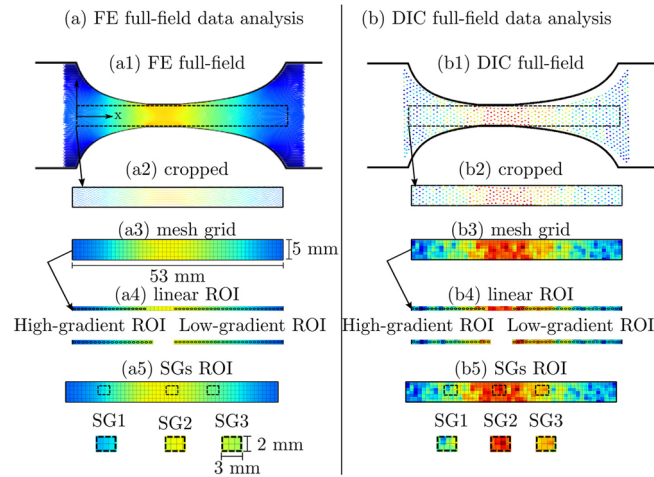 (a) FE full-field data analysis
(a1) FE full-field
x
(a2) cropped
(a3) mesh grid
5 mm
53 mm
(a4) linear ROI
High-gradient ROI Low-gradient ROI
(a5) SGs ROI
SG1 SG2 SG3
2 mm
3 mm
(b) DIC full-field data analysis
(b1) DIC full-field
(b2) cropped
(b3) mesh grid
(b4) linear ROI
High-gradient ROI Low-gradient ROI
(b5) SGs ROI
SG1 SG2 SG3